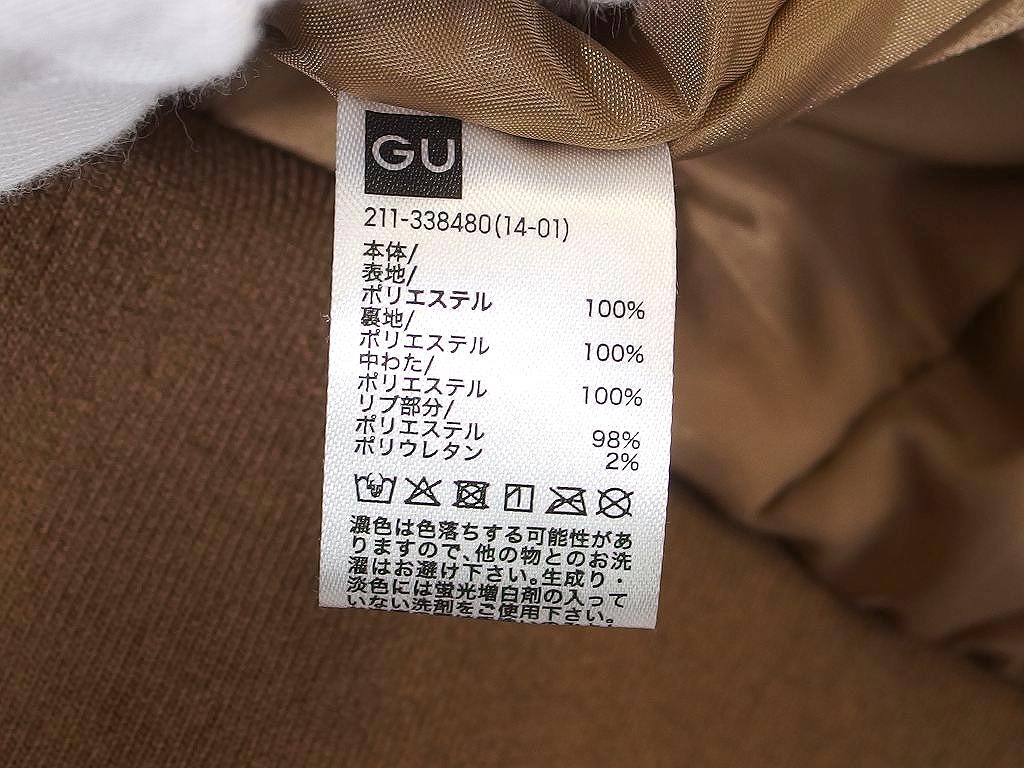 GU
211-338480(14-01)
本体/
表地/
ポリエステル 100%
裏地/
ポリエステル 100%
中わた/
ポリエステル 100%
リブ部分/
ポリエステル 98%
ポリウレタン 2%
濃色は色落ちする可能性があ
りますので、他の物とのお洗
濯はお避け下さい。生成り・
淡色には蛍光増白剤の入って
いない洗剤をご使用下さい。